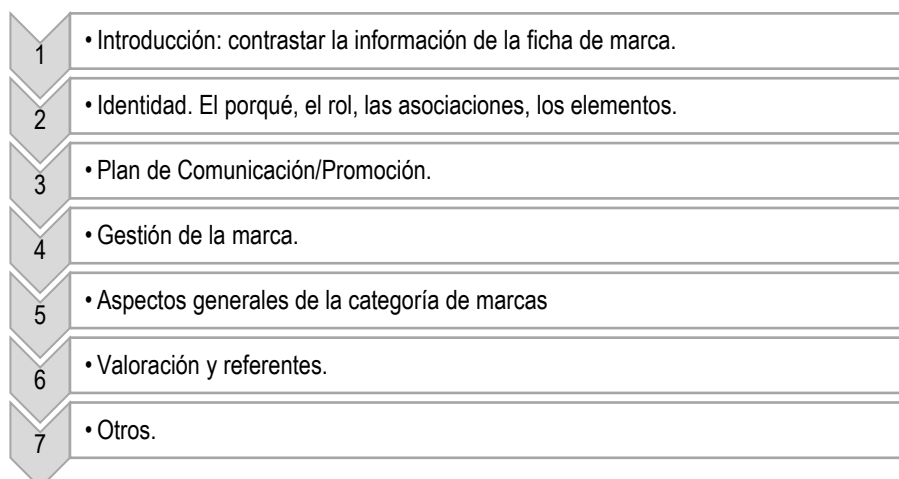 1 • Introducción: contrastar la información de la ficha de marca.
2 • Identidad. El porqué, el rol, las asociaciones, los elementos.
3 • Plan de Comunicación/Promoción.
4 • Gestión de la marca.
5 • Aspectos generales de la categoría de marcas
6 • Valoración y referentes.
7 • Otros.